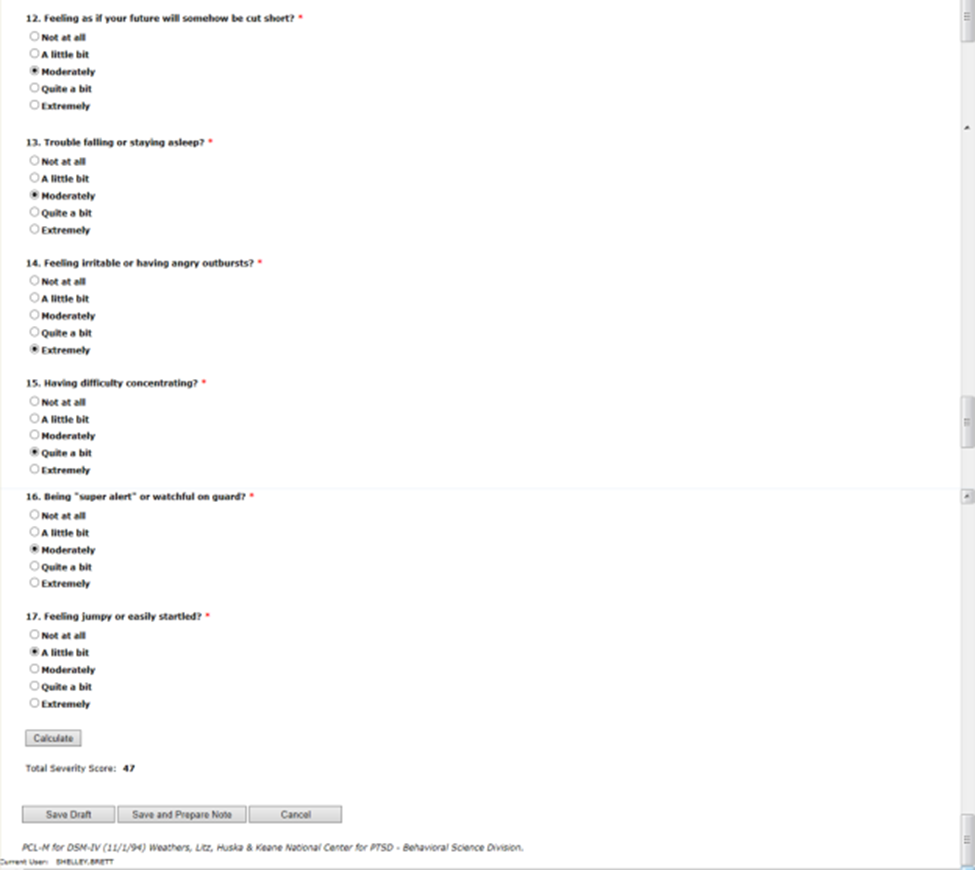 12. Feeling as if your future will somehow be cut short? *
Not at all
A little bit
Moderately
Quite a bit
Extremely
13. Trouble falling or staying asleep? *
Not at all
A little bit
Moderately
Quite a bit
Extremely
14. Feeling irritable or having angry outbursts? *
Not at all
A little bit
Moderately
Quite a bit
Extremely
15. Having difficulty concentrating? *
Not at all
A little bit
Moderately
Quite a bit
Extremely
16. Being "super alert" or watchful on guard? *
Not at all
A little bit
Moderately
Quite a bit
Extremely
17. Feeling jumpy or easily startled? *
Not at all
A little bit
Moderately
Quite a bit
Extremely
Calculate
Total Severity Score: 47
Save Draft Save and Prepare Note Cancel
PCL-M for DSM-IV (11/1/94) Weathers, Litz, Huska & Keane National Center for PTSD - Behavioral Science Division.
Current User: SHELLEY,BRETT